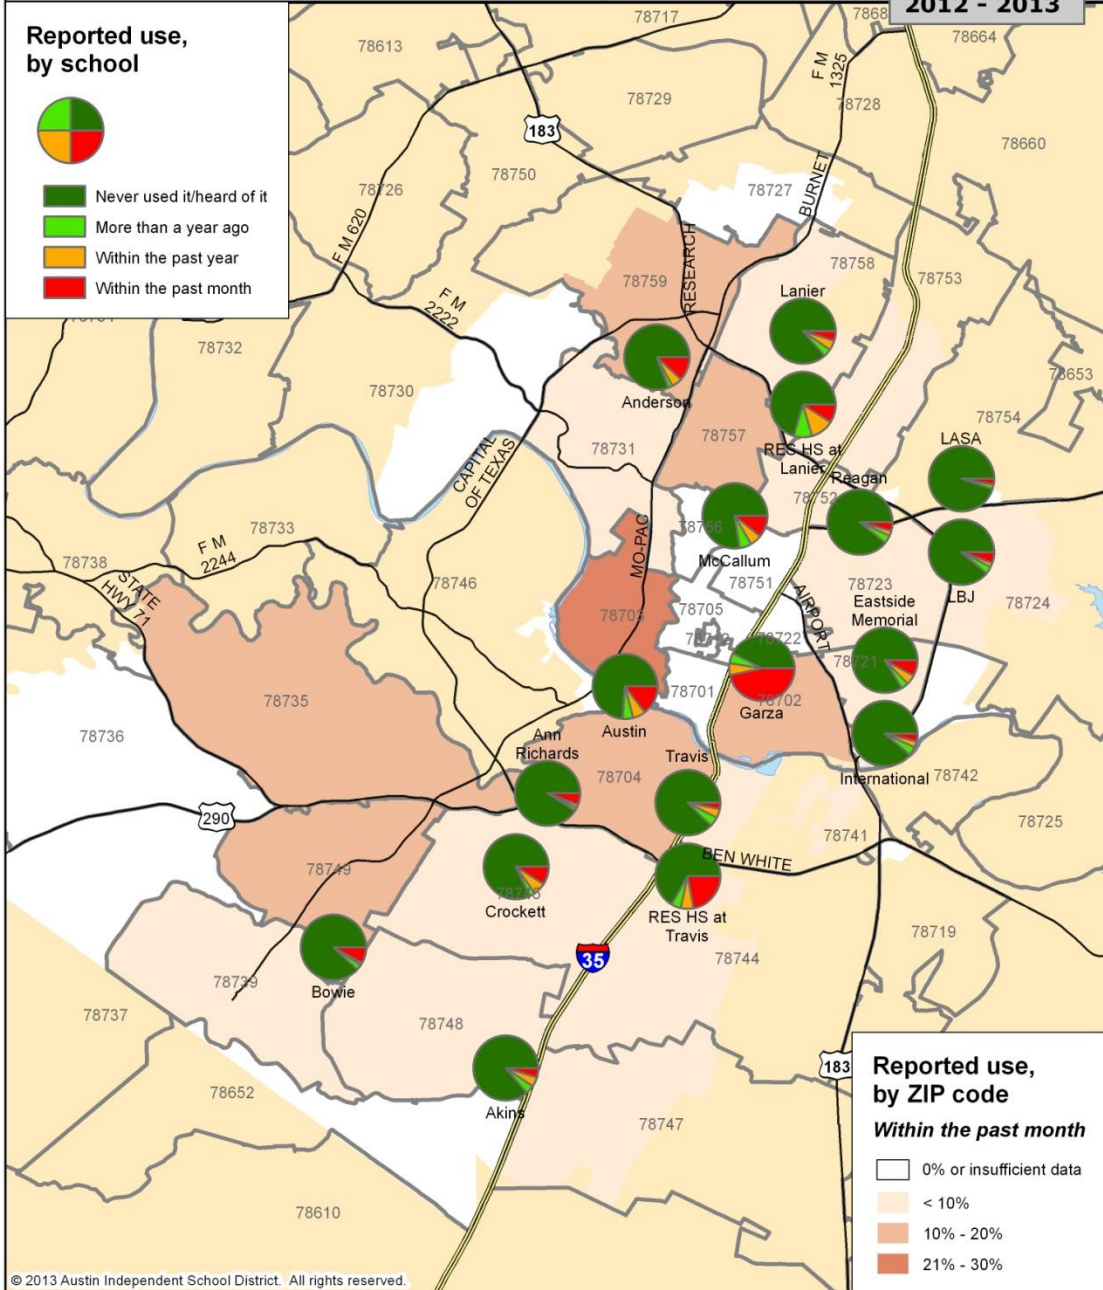 2012 - 2013
Reported use,
by school
Never used it/heard of it
More than a year ago
Within the past year
Within the past month
78717
78664
78613
F M
1325
78729
78728
183
78660
78750
78727
78726
BURNET
F M 620
RESEARCH
78758
78753
78759
F M
2222
Lanier
78732
78653
78730
Anderson
78754
78757
LASA
78731
RES HS at
Lanier
Reagan
CAPITAL
OF TEXAS
78752
MO-PAC
78756
78733
F M
2244
McCallum
78738
78746
78751
78723
LBJ
STATE
HWY 71
AIRPORT
Eastside
Memorial
78724
78703
78705
78722
78721
78735
78701
78702
Garza
78736
Austin
Ann
Richards
Travis
International
78704
78742
290
78725
78741
BEN WHITE
78749
Crockett
RES HS at
Travis
78719
35
78744
78739
Bowie
78737
78748
183
78652
Akins
78747
78610
Reported use,
by ZIP code
Within the past month
0% or insufficient data
< 10%
10% - 20%
21% - 30%
© 2013 Austin Independent School District. All rights reserved.